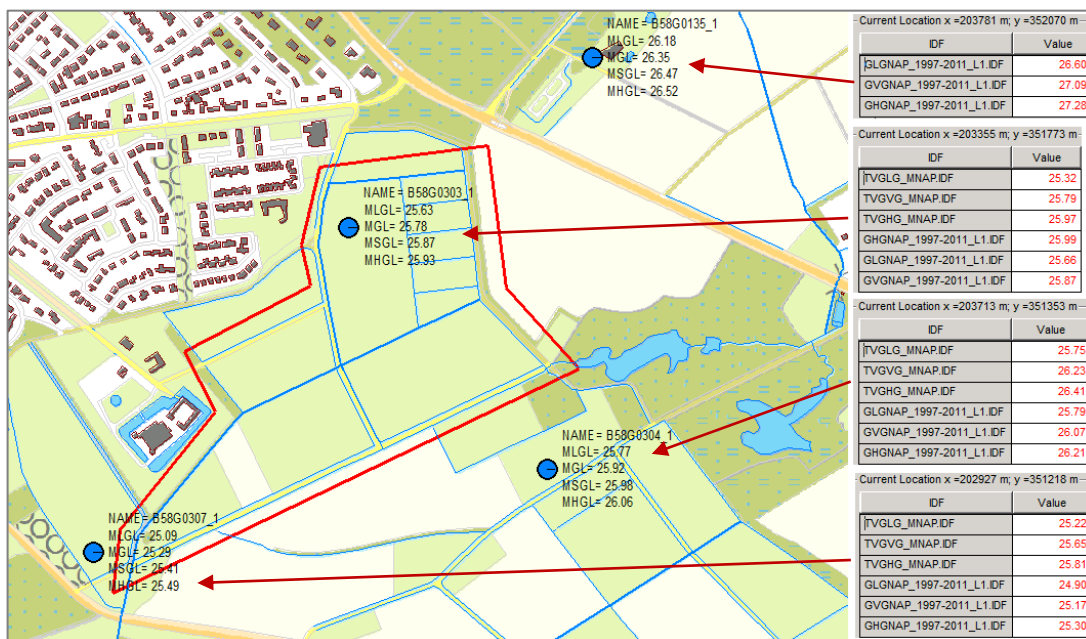 NAME = B58G0135_1
MLGL= 26.18
MGL= 26.35
MSGL= 26.47
MHGL= 26.52
NAME = B58G0303_1
MLGL= 25.63
MGL= 25.78
MSGL= 25.87
MHGL= 25.93
NAME = B58G0304_1
MLGL= 25.77
MGL= 25.92
MSGL= 25.98
MHGL= 26.06
NAME = B58G0307_1
MLGL= 25.09
MGL= 25.29
MSGL= 25.41
MHGL= 25.49
Current Location x =203781 m; y =352070 m
IDF Value
GLGNAP_1997-2011_L1.IDF 26.60
GVGNAP_1997-2011_L1.IDF 27.09
GHGNAP_1997-2011_L1.IDF 27.28
Current Location x =203355 m; y =351773 m
IDF Value
TVGLG_MNAP.IDF 25.32
TVGVG_MNAP.IDF 25.79
TVGHG_MNAP.IDF 25.97
GHGNAP_1997-2011_L1.IDF 25.99
GLGNAP_1997-2011_L1.IDF 25.66
GVGNAP_1997-2011_L1.IDF 25.87
Current Location x =203713 m; y =351353 m
IDF Value
TVGLG_MNAP.IDF 25.75
TVGVG_MNAP.IDF 26.23
TVGHG_MNAP.IDF 26.41
GLGNAP_1997-2011_L1.IDF 25.79
GVGNAP_1997-2011_L1.IDF 26.07
GHGNAP_1997-2011_L1.IDF 26.21
Current Location x =202927 m; y =351218 m
IDF Value
TVGLG_MNAP.IDF 25.22
TVGVG_MNAP.IDF 25.65
TVGHG_MNAP.IDF 25.81
GLGNAP_1997-2011_L1.IDF 24.90
GVGNAP_1997-2011_L1.IDF 25.17
GHGNAP_1997-2011_L1.IDF 25.30